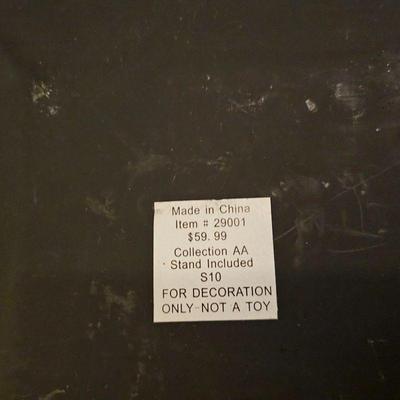 Made in China
Item # 29001
$59.99
Collection AA
Stand Included
S10
FOR DECORATION
ONLY-NOT A TOY